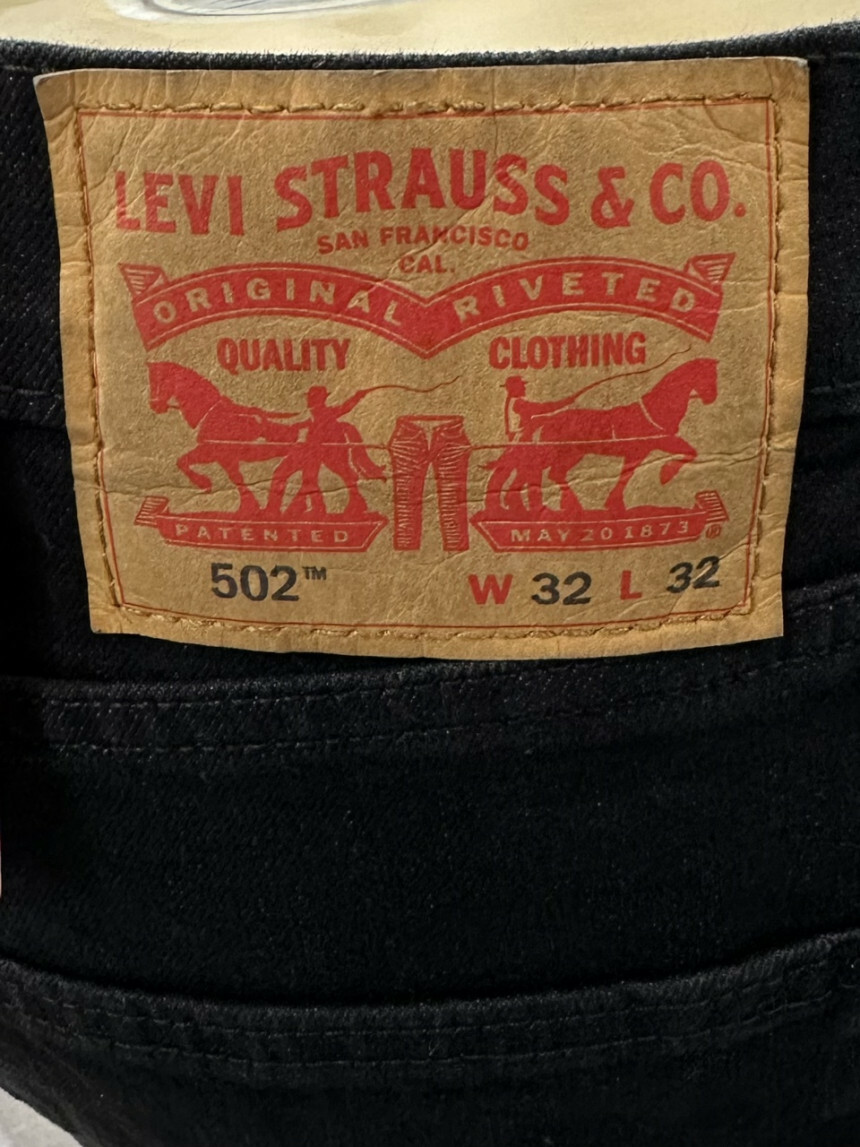 LEVI STRAUSS & CO.
SAN FRANCISCO
CAL.
ORIGINAL RIVETED
QUALITY CLOTHING
PATENTED MAY 20 1873 ®
502™ W 32 L 32